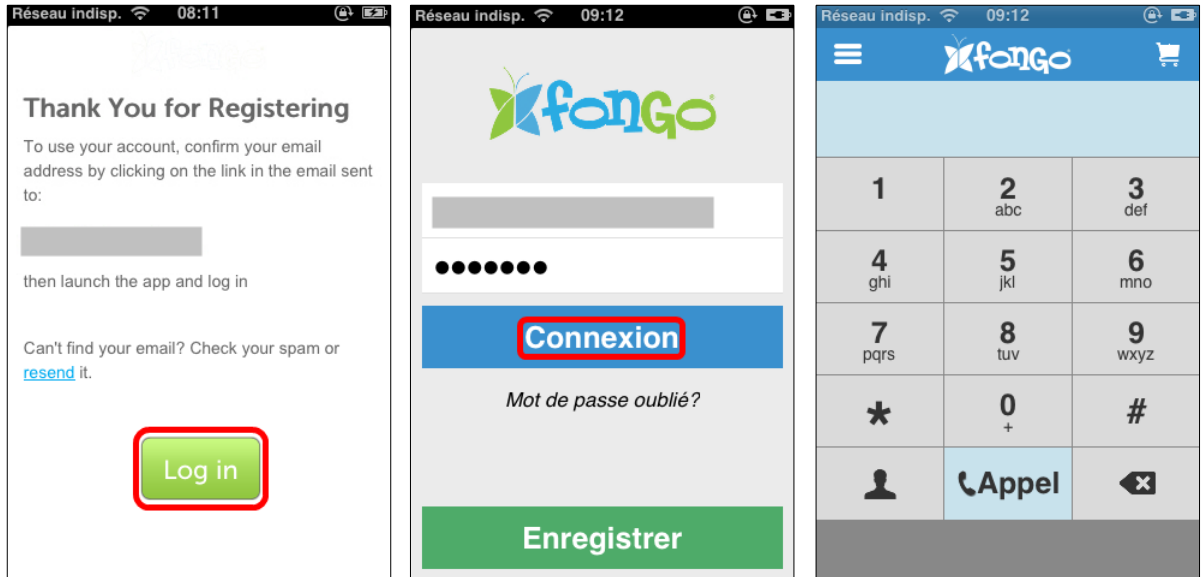 Réseau indisp. 08:11
Thank You for Registering
To use your account, confirm your email
address by clicking on the link in the email sent
to:
then launch the app and log in
Can't find your email? Check your spam or
resend it.
Log in
Réseau indisp. 09:12
fongo
●●●●●●●
Connexion
Mot de passe oublié?
Enregistrer
Réseau indisp. 09:12
fongo
1
2
abc
3
def
4
ghi
5
jkl
6
mno
7
pqrs
8
tuv
9
wxyz
*
0
+
#
Appel